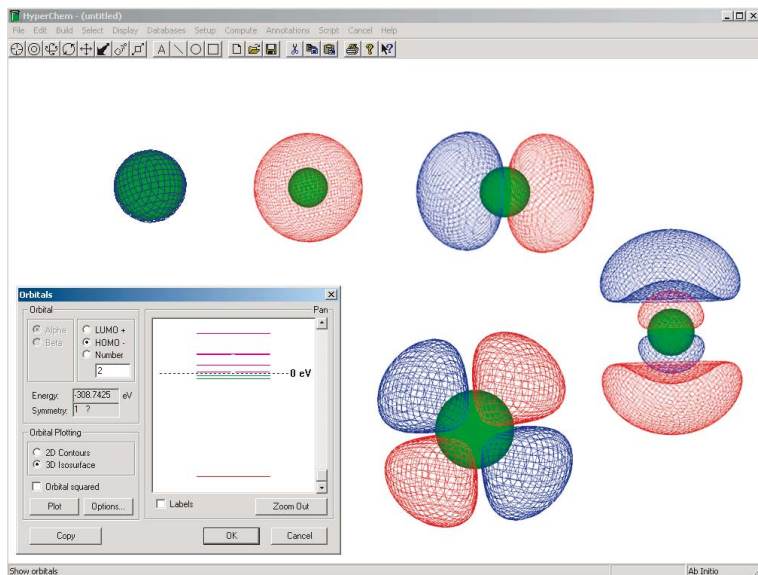 HyperChem - (untitled)
File Edit Build Select Display Databases Setup Compute Annotations Script Cancel Help
Orbitals
Orbital
Pan
Alpha
Beta
LUMO +
HOMO -
Number
2
0 eV
Energy: -308.7425 eV
Symmetry: 1 ?
Orbital Plotting
2D Contours
3D Isosurface
Orbital squared
Plot Options...
Labels Zoom Out
Copy OK Cancel
Show orbitals Ab Initio